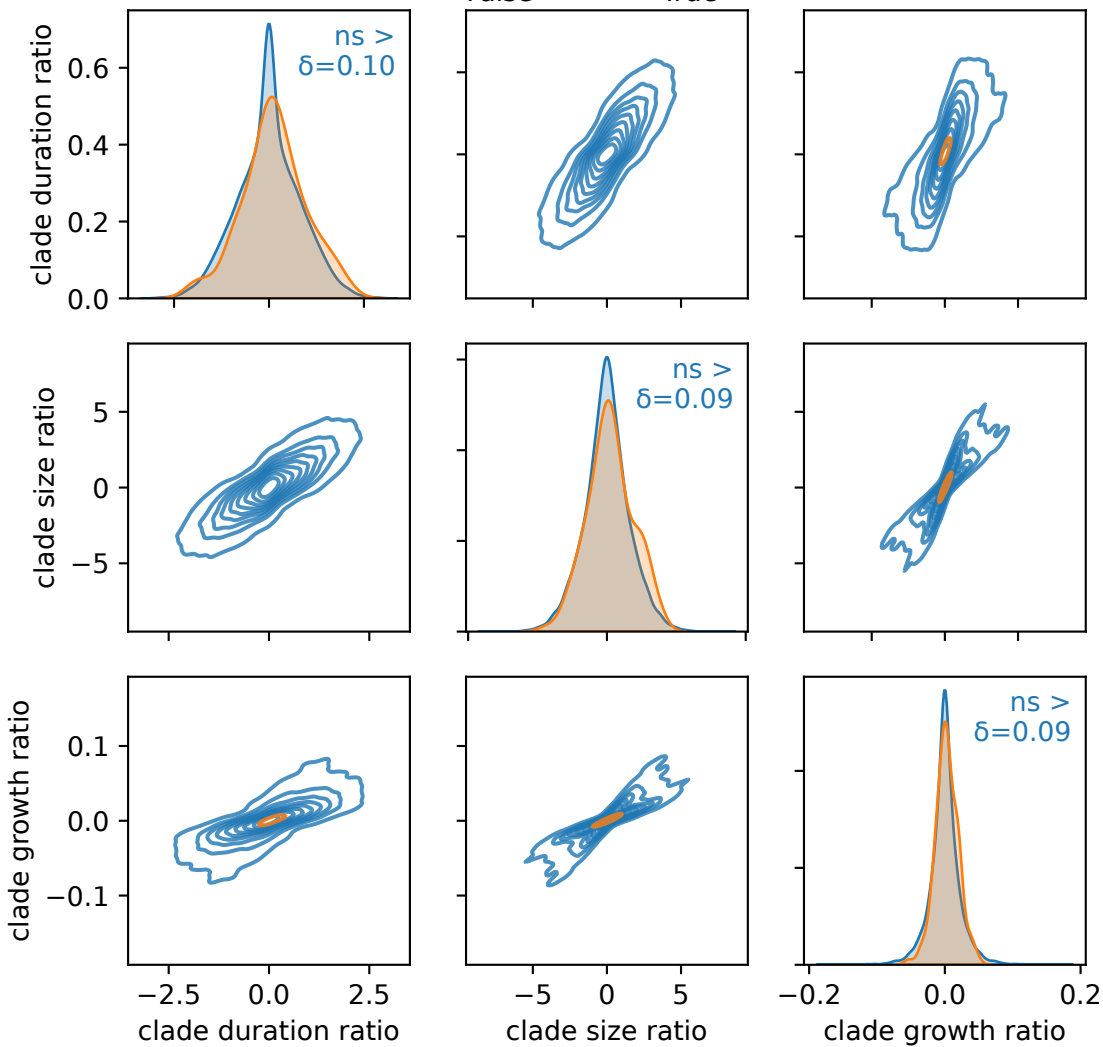 clade duration ratio
0.6
0.4
0.2
0.0
ns >
δ=0.10
clade size ratio
5
0
−5
ns >
δ=0.09
clade growth ratio
0.1
0.0
−0.1
ns >
δ=0.09
−2.5 0.0 2.5
−5 0 5
−0.2 0.0 0.2
clade duration ratio
clade size ratio
clade growth ratio